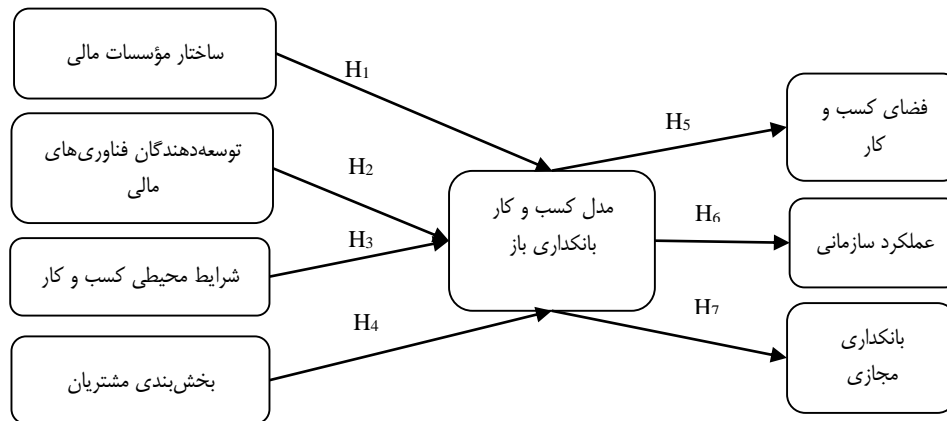 ساختار مؤسسات مالی
H1
توسعه‌دهندگان فناوری‌های
مالی
H2
شرایط محیطی کسب و کار
H3
بخش‌بندی مشتریان
H4
مدل کسب و کار
بانکداری باز
H5
فضای کسب و
کار
H6
عملکرد سازمانی
H7
بانکداری
مجازی